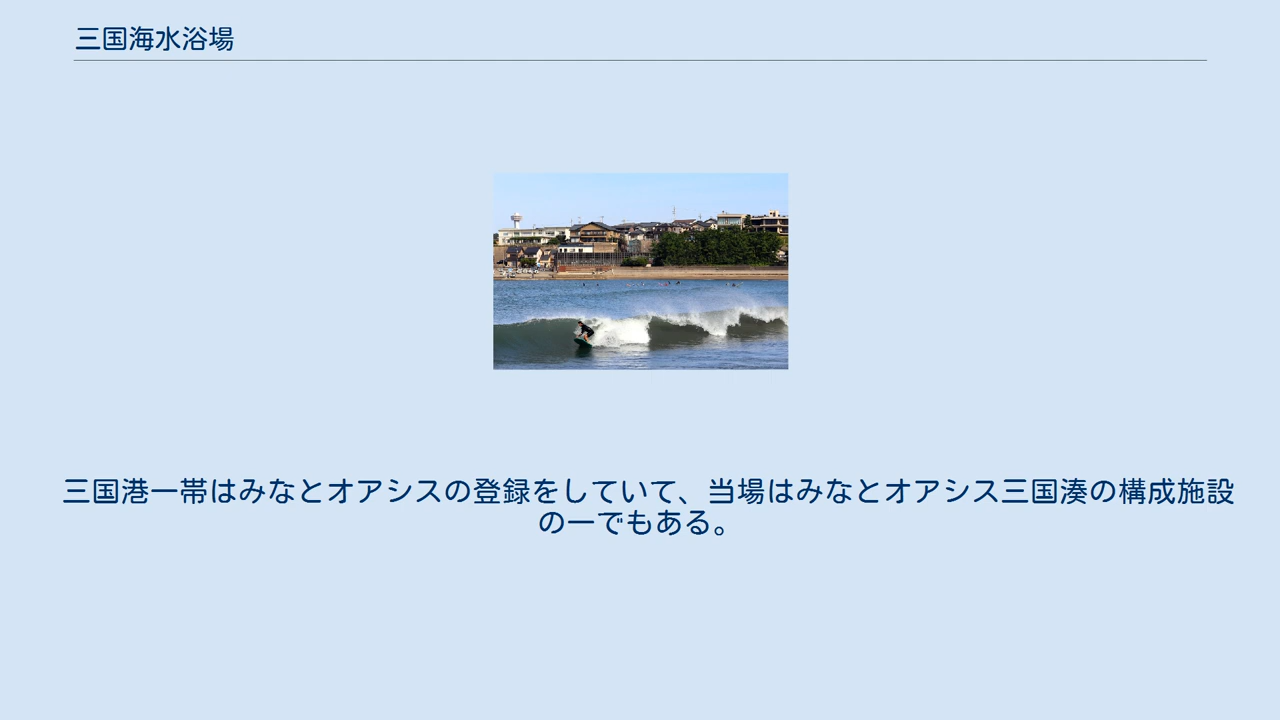 三国海水浴場
三国港一帯はみなとオアシスの登録をしていて、当場はみなとオアシス三国湊の構成施設
の一でもある。